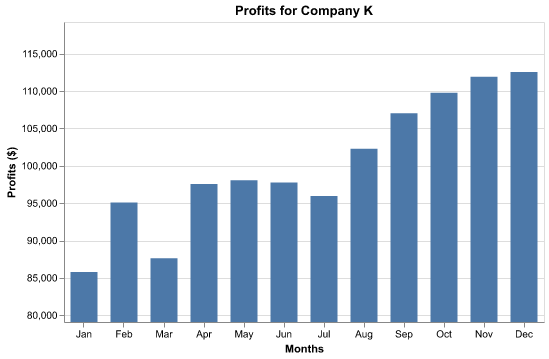 Profits for Company K
Profits ($)
115,000
110,000
105,000
100,000
95,000
90,000
85,000
80,000
Jan Feb Mar Apr May Jun Jul Aug Sep Oct Nov Dec
Months